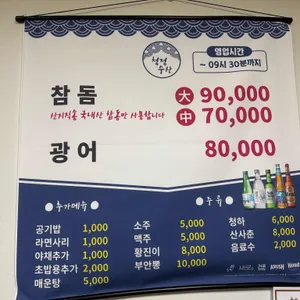 청정
수산
영업시간
~ 09시 30분까지
참 돔 大 90,000
산지직송 국내산 참돔만 사용합니다 中 70,000
광 어 80,000
추가메뉴
주 류
공기밥 1,000
라면사리 1,000
야채추가 1,000
초밥용추가 2,000
매운탕 5,000
소주 5,000
맥주 5,000
황진이 8,000
부안뽕 10,000
청하 6,000
산사춘 8,000
음료수 2,000